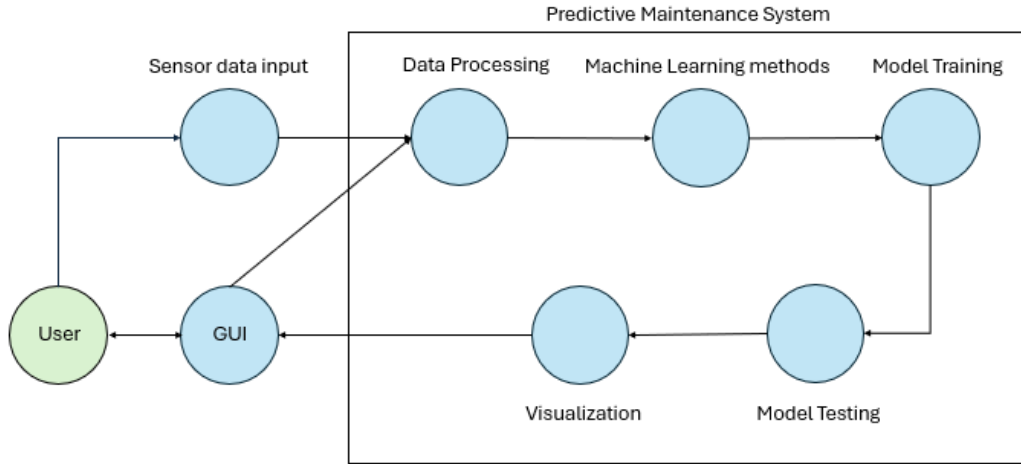 Predictive Maintenance System
Sensor data input
Data Processing
Machine Learning methods
Model Training
User
GUI
Visualization
Model Testing